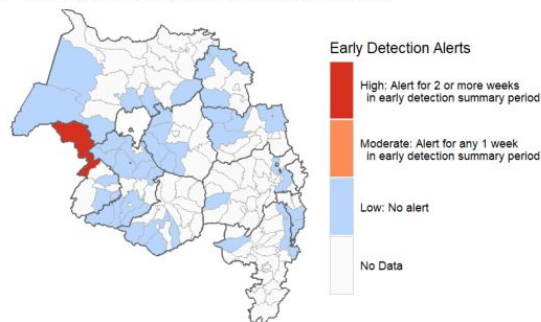 Early Detection Alerts
High: Alert for 2 or more weeks
in early detection summary period
Moderate: Alert for any 1 week
in early detection summary period
Low: No alert
No Data